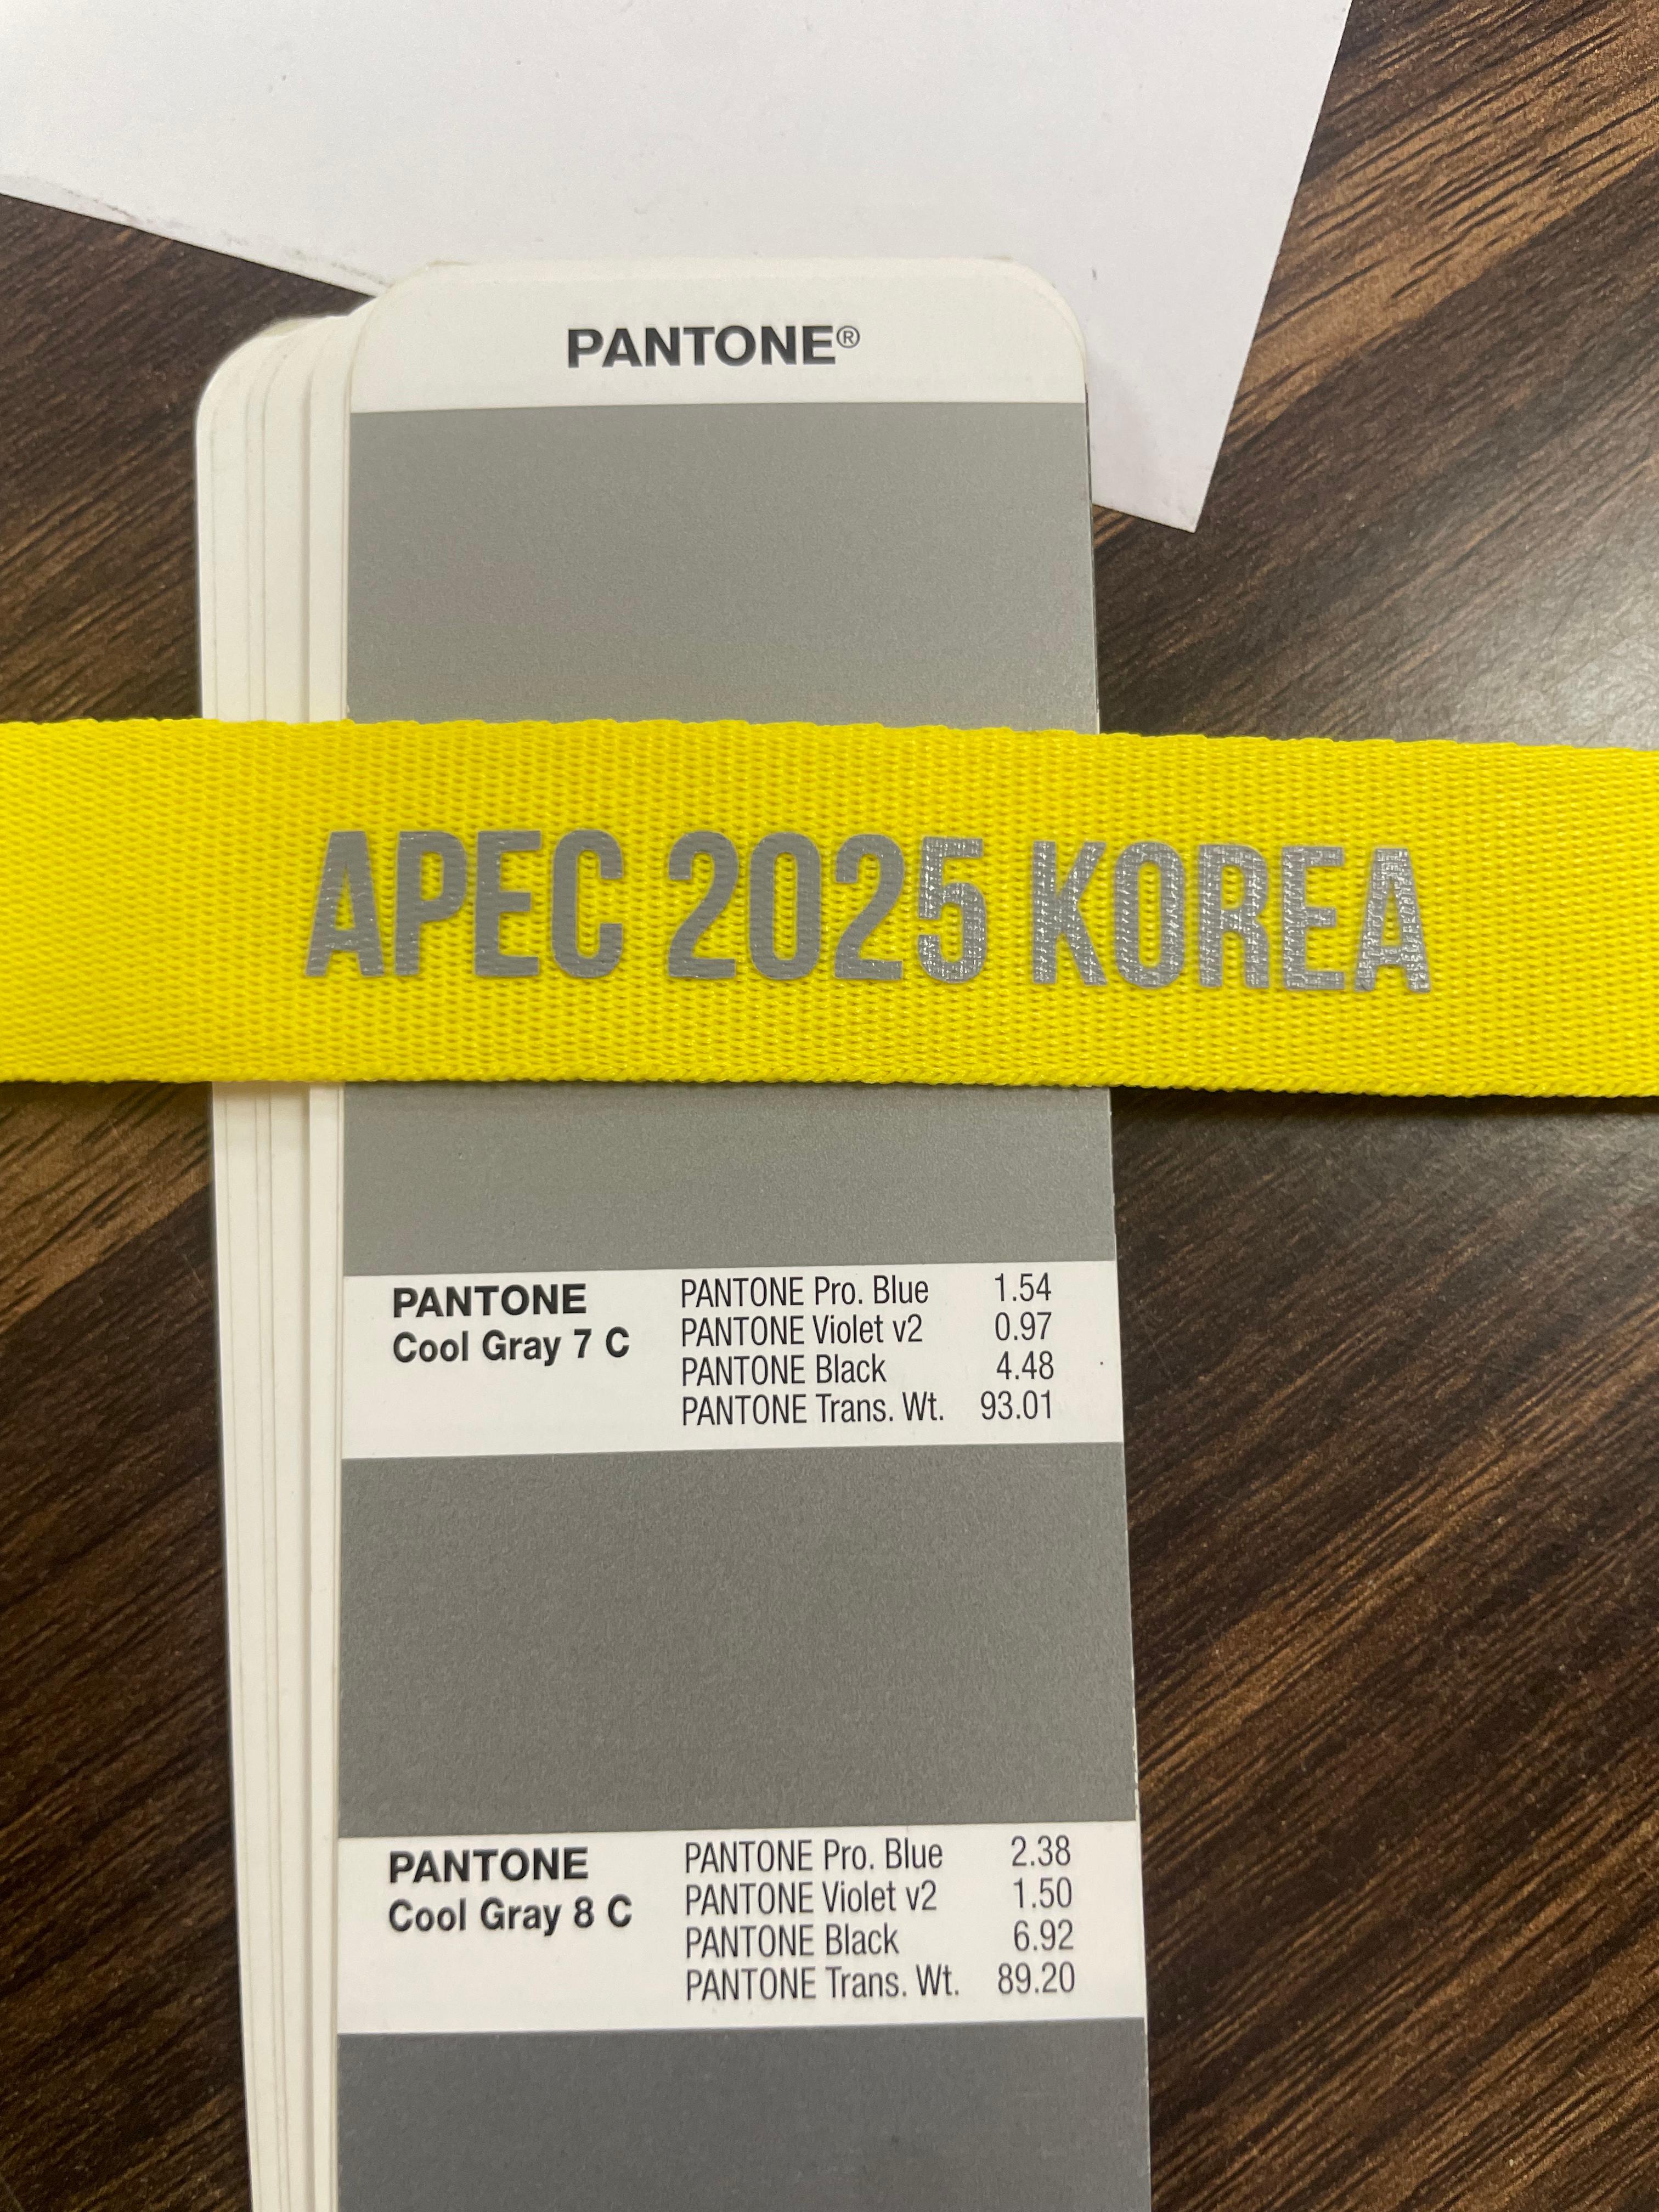 PANTONE®
APEC 2025 KOREA
PANTONE
Cool Gray 7 C
PANTONE Pro. Blue 1.54
PANTONE Violet v2 0.97
PANTONE Black 4.48
PANTONE Trans. Wt. 93.01
PANTONE
Cool Gray 8 C
PANTONE Pro. Blue 2.38
PANTONE Violet v2 1.50
PANTONE Black 6.92
PANTONE Trans. Wt. 89.20